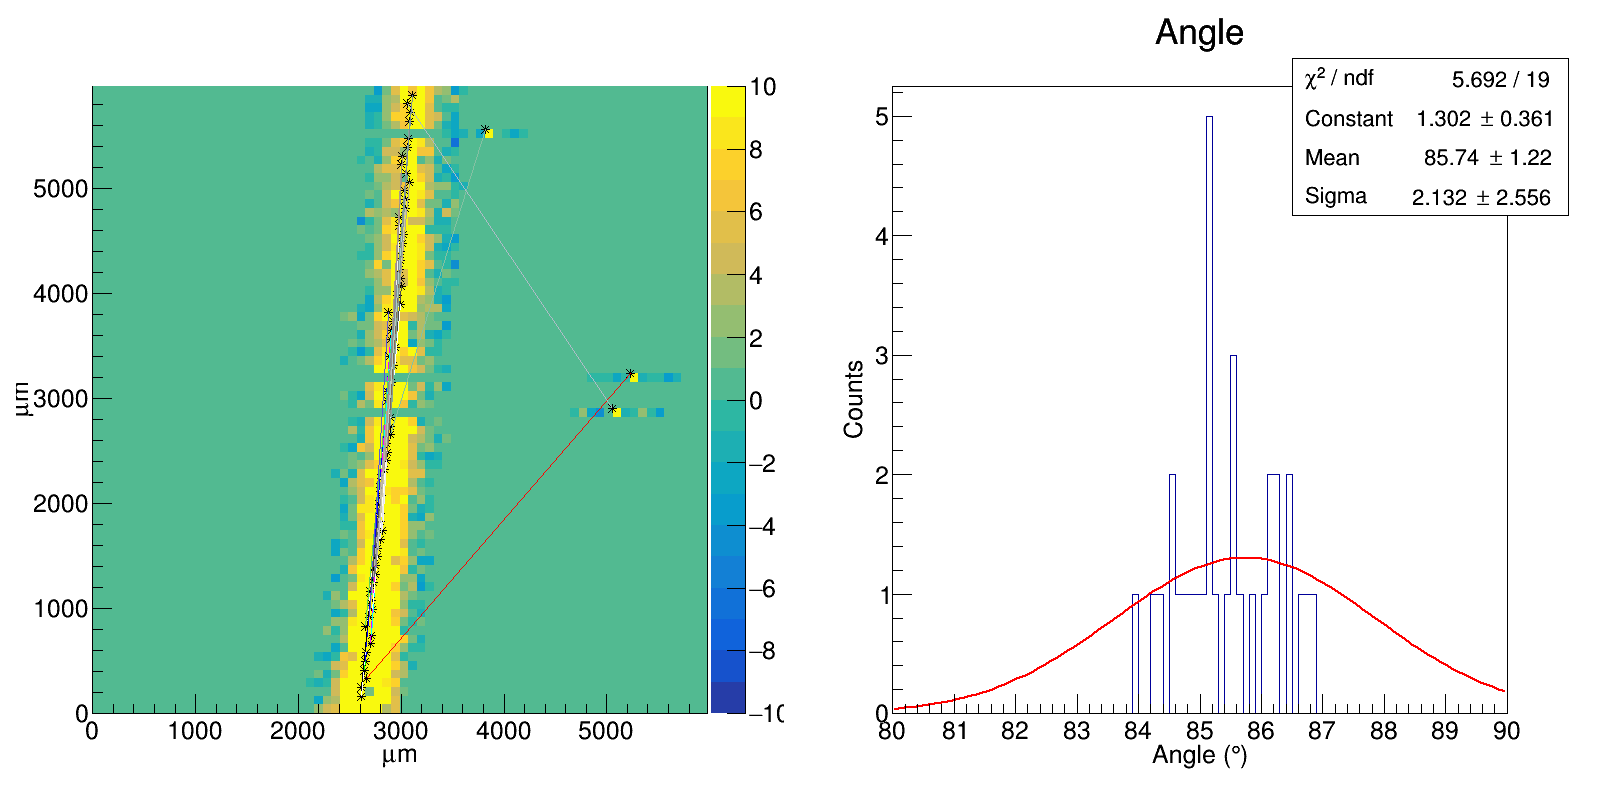 Angle
χ² / ndf 5.692 / 19
Constant 1.302 ± 0.361
Mean 85.74 ± 1.22
Sigma 2.132 ± 2.556
μm
5000
4000
3000
2000
1000
0
0 1000 2000 3000 4000 5000
μm
10
8
6
4
2
0
−2
−4
−6
−8
−10
Counts
5
4
3
2
1
0
80 81 82 83 84 85 86 87 88 89 90
Angle (°)